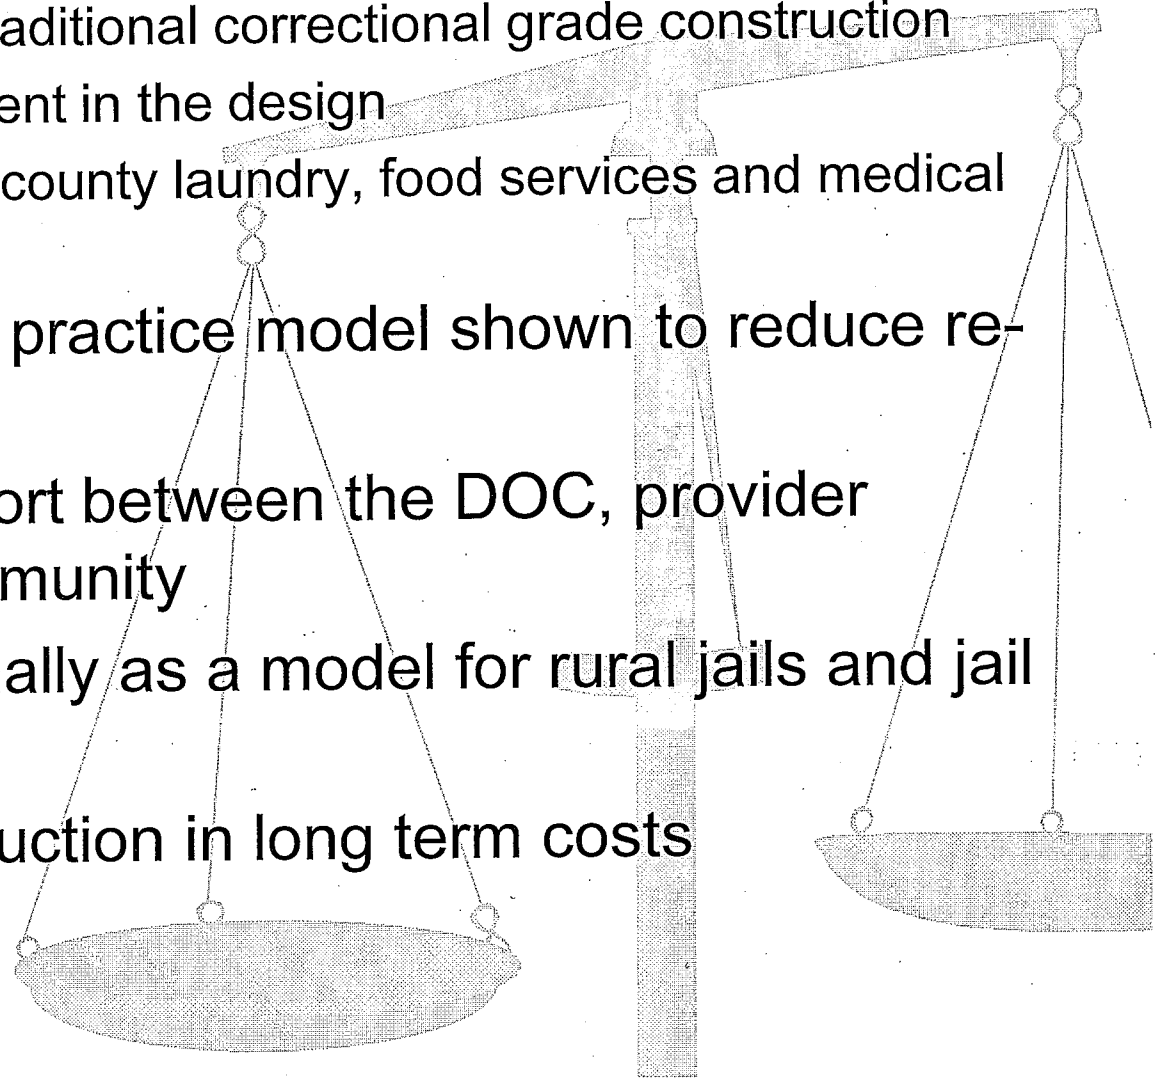 aditional correctional grade construction
ent in the design
county laundry, food services and medical
practice model shown to reduce re-
ort between the DOC, provider
munity
ally as a model for rural jails and jail
uction in long term costs